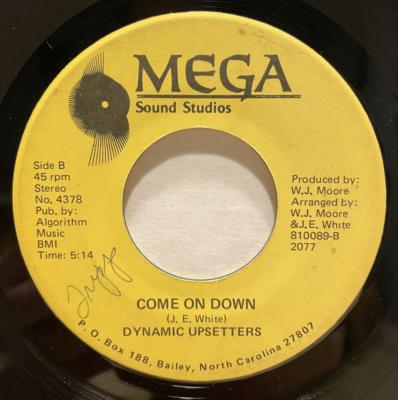 MEGA
Sound Studios
Side B
45 rpm
Stereo
No. 4378
Pub. by:
Algorithm
Music
BMI
Time: 5:14
Produced by:
W.J. Moore
Arranged by:
W.J. Moore
&J.E. White
810089-B
2077
COME ON DOWN
(J. E. White)
DYNAMIC UPSETTERS
P. O. Box 188, Bailey, North Carolina 27807